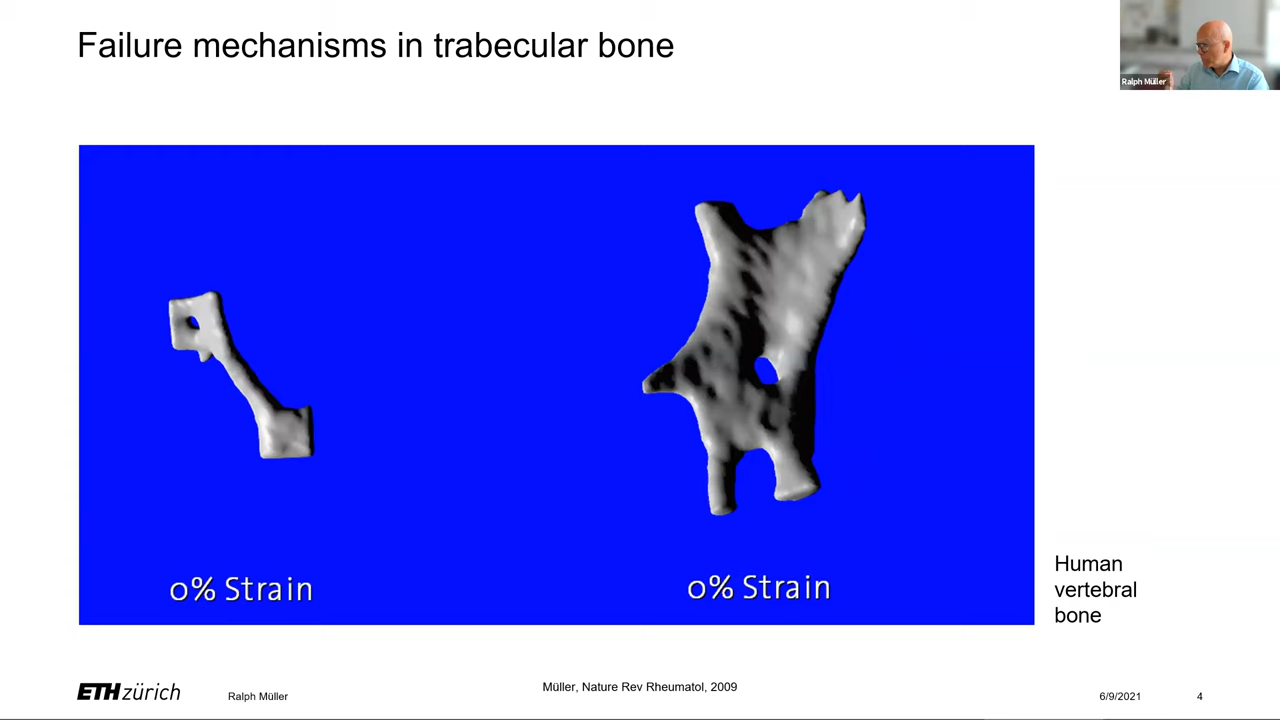 Failure mechanisms in trabecular bone
Ralph Müller
0% Strain
0% Strain
Human
vertebral
bone
ETH zürich
Ralph Müller
Müller, Nature Rev Rheumatol, 2009
6/9/2021
4